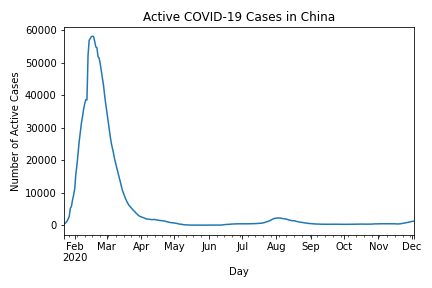 Active COVID-19 Cases in China
60000
50000
40000
30000
20000
10000
0
Number of Active Cases
Feb Mar Apr May Jun Jul Aug Sep Oct Nov Dec
2020
Day